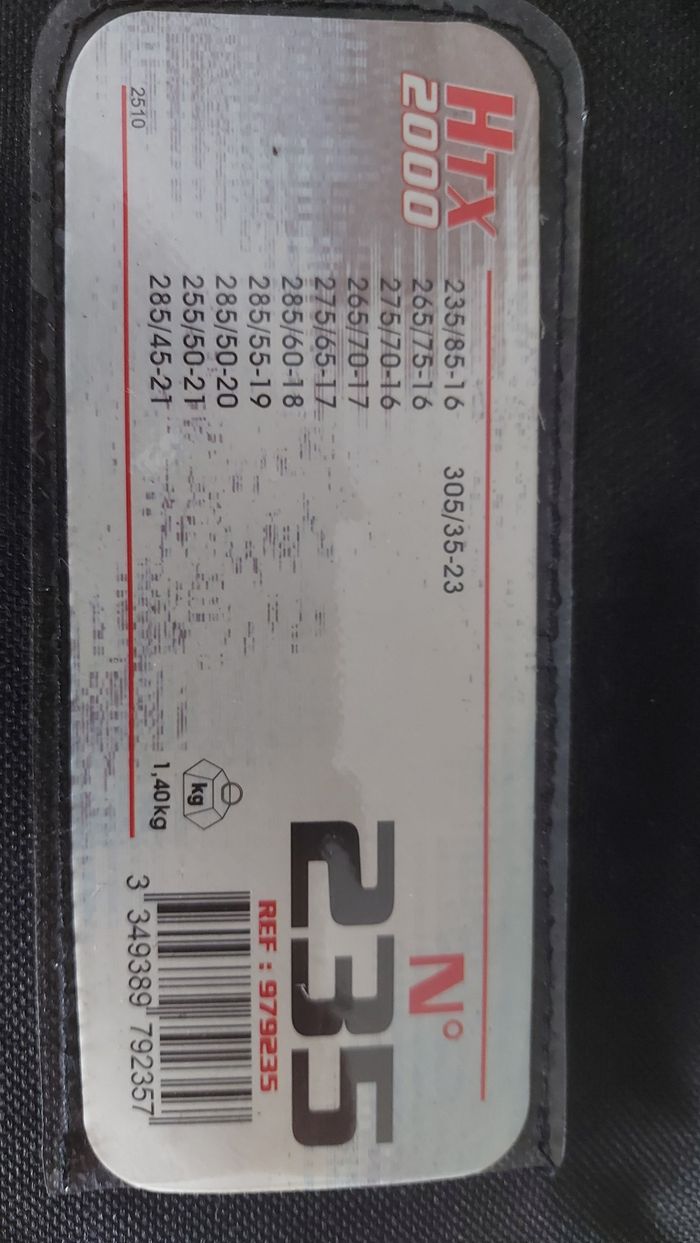 HTX
2000
235/85-16
265/75-16
275/70-16
265/70-17
275/65-17
285/60-18
285/55-19
285/50-20
255/50-21
285/45-21
305/35-23
N°
235
REF : 979235
kg
1,40kg
3 349389 792357
2510